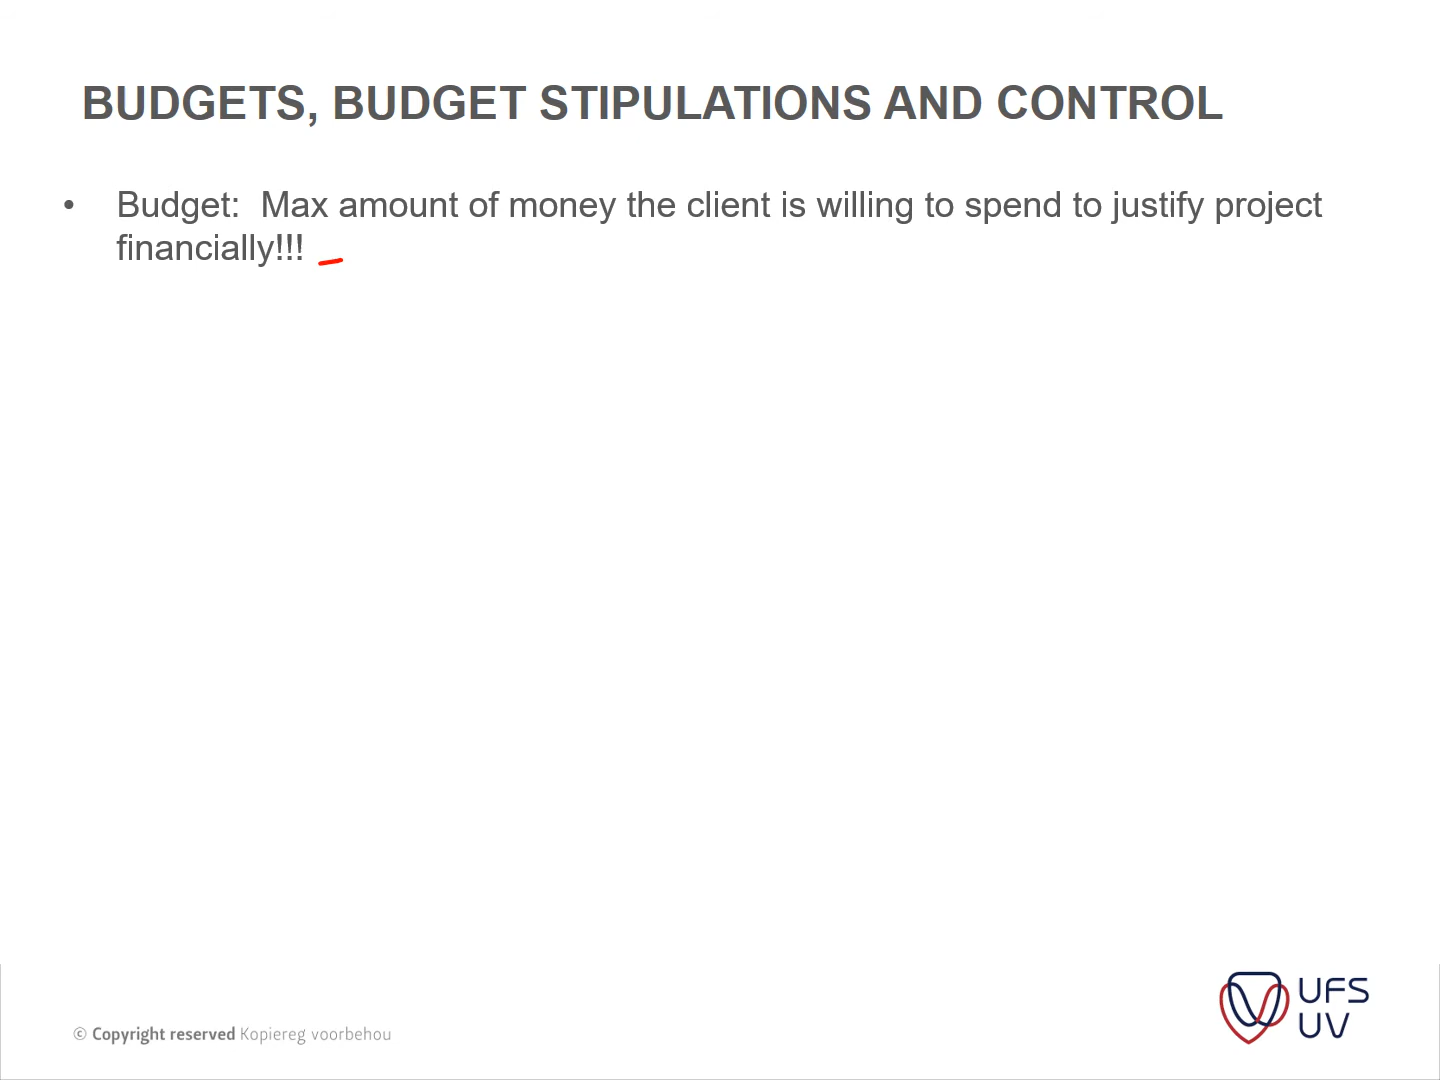 BUDGETS, BUDGET STIPULATIONS AND CONTROL
• Budget: Max amount of money the client is willing to spend to justify project
financially!!!
© Copyright reserved Kopiereg voorbehou
UFS
UV